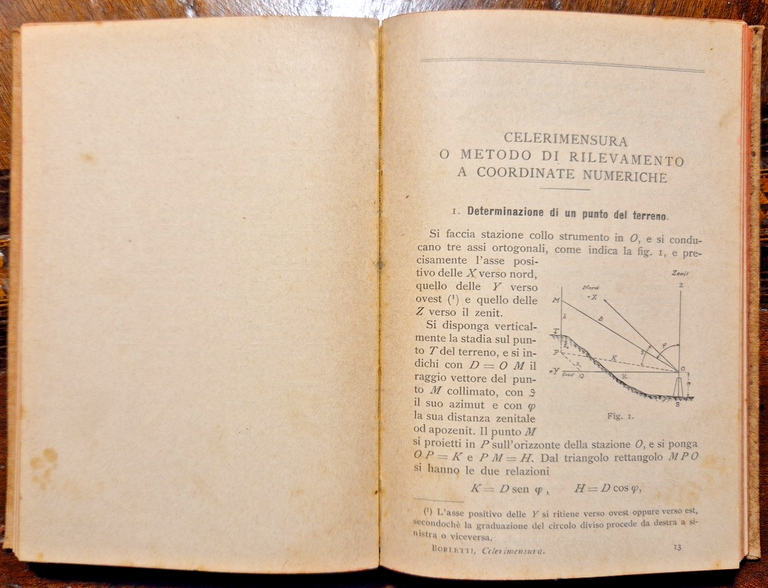 CELERIMENSURA
O METODO DI RILEVAMENTO
A COORDINATE NUMERICHE
1. Determinazione di un punto del terreno.
Si faccia stazione collo strumento in O, e si condu-
cano tre assi ortogonali, come indica la fig. 1, e pre-
cisamente l'asse posi-
tivo delle X verso nord,
quello delle Y verso
ovest (¹) e quello delle
Z verso il zenit.
Si disponga vertical-
mente la stadia sul pun-
to T del terreno, e si in-
dichi con D = O M il
raggio vettore del pun-
to M collimato, con ϑ
il suo azimut e con φ
la sua distanza zenitale
od apozenit. Il punto M
Zenit
Z
Nord
+X
M
T
P
+Y
Q
K
O
S
Fig. 1.
si proietti in P sull'orizzonte della stazione O, e si ponga
O P = K e P M = H. Dal triangolo rettangolo M P O
si hanno le due relazioni
K = D sen φ, H = D cos φ,
(¹) L'asse positivo delle Y si ritiene verso ovest oppure verso est,
secondochè la graduazione del circolo diviso procede da destra a si-
nistra o viceversa.
BORLETTI, Celerimensura. 13